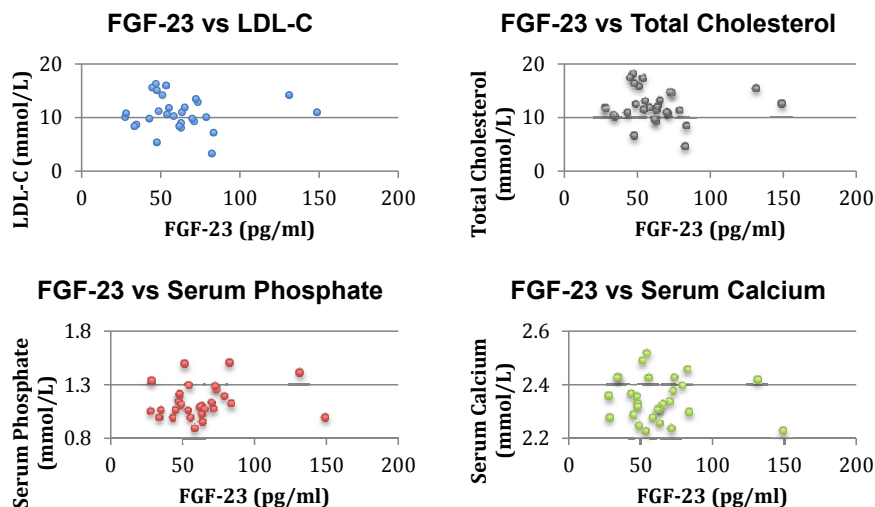 FGF-23 vs LDL-C
20
10
0
0 50 100 150 200
LDL-C (mmol/L)
FGF-23 (pg/ml)
FGF-23 vs Total Cholesterol
20
10
0
0 50 100 150 200
Total Cholesterol
(mmol/L)
FGF-23 (pg/ml)
FGF-23 vs Serum Phosphate
1.8
1.3
0.8
0 50 100 150 200
Serum Phosphate
(mmol/L)
FGF-23 (pg/ml)
FGF-23 vs Serum Calcium
2.6
2.4
2.2
0 50 100 150 200
Serum Calcium
(mmol/L)
FGF-23 (pg/ml)